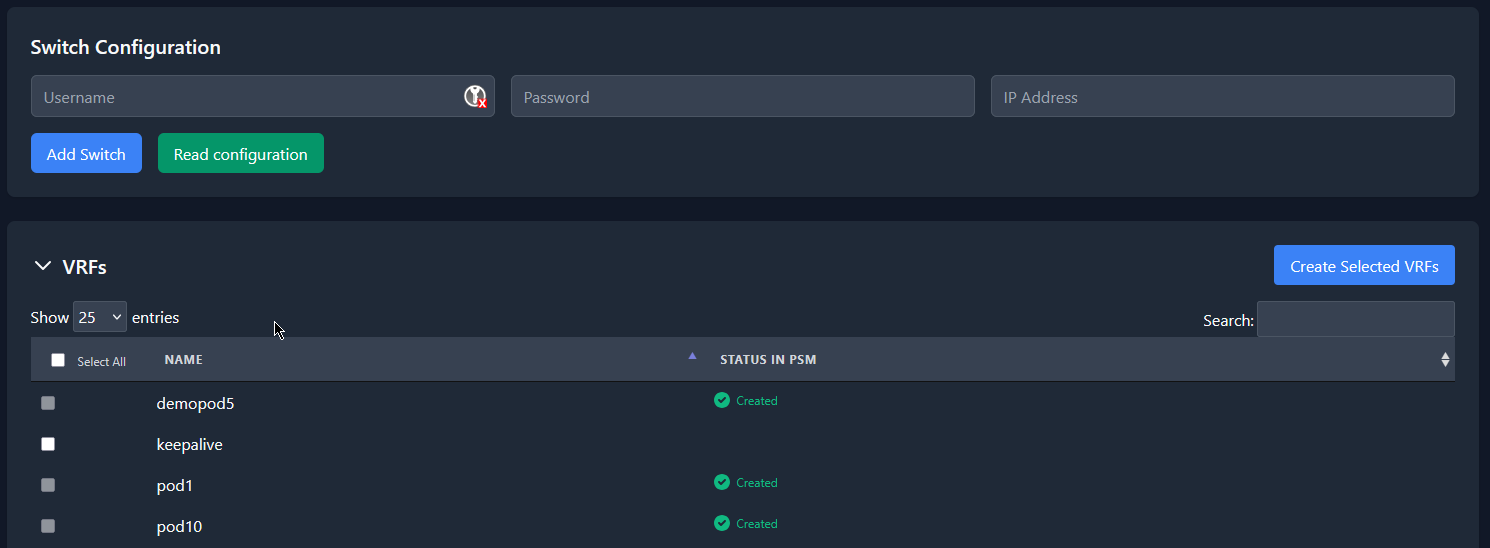 Switch Configuration
Username Password IP Address
Add Switch Read configuration
VRFs Create Selected VRFs
Show 25 entries Search:
Select All NAME STATUS IN PSM
demopod5 Created
keepalive
pod1 Created
pod10 Created